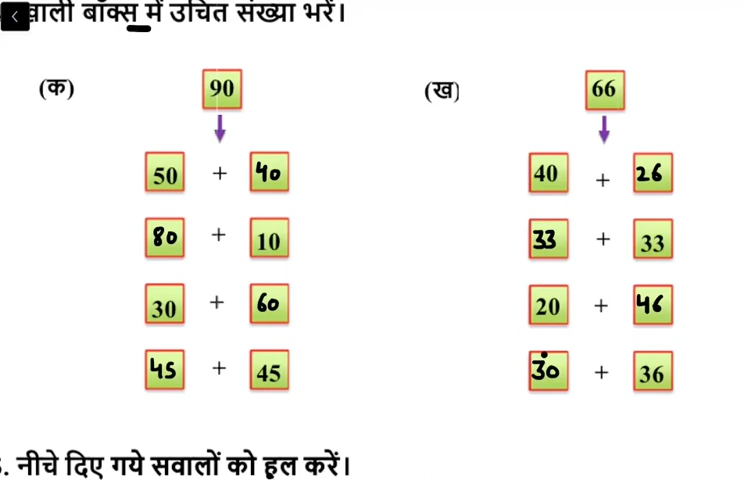 खाली बॉक्स में उचित संख्या भरें।
(क) 90 (ख) 66
50 + 40 40 + 26
80 + 10 33 + 33
30 + 60 20 + 46
45 + 45 30 + 36
. नीचे दिए गये सवालों को हल करें।